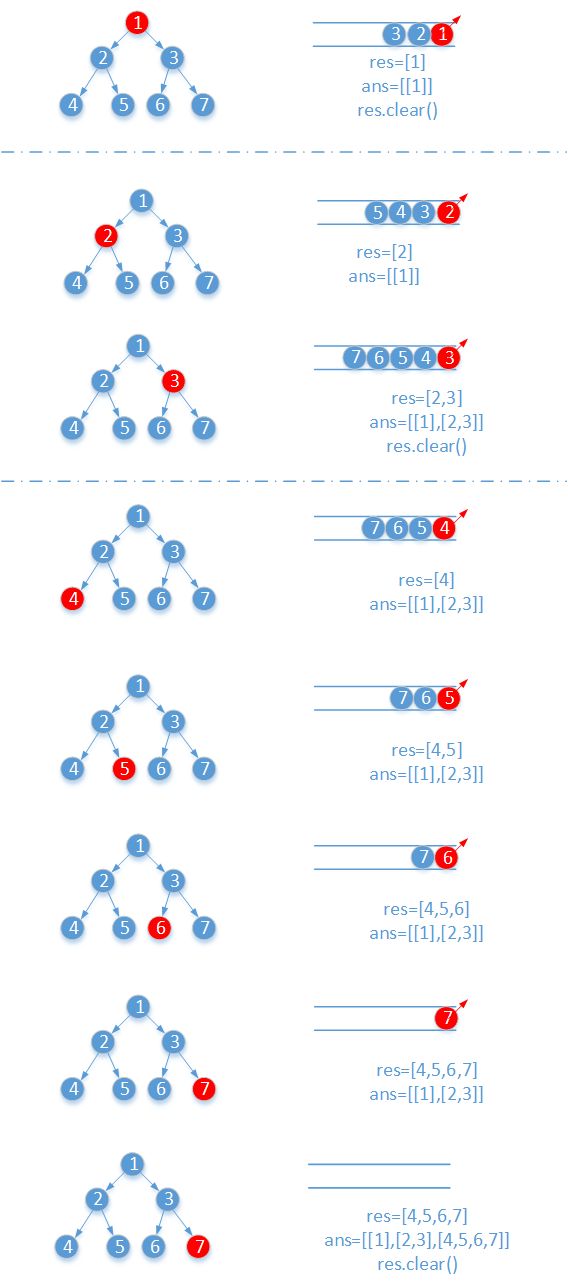 1
3 2 1
2 3
4 5 6 7
res=[1]
ans=[[1]]
res.clear()
1
5 4 3 2
2 3
4 5 6 7
res=[2]
ans=[[1]]
1
7 6 5 4 3
2 3
4 5 6 7
res=[2,3]
ans=[[1],[2,3]]
res.clear()
1
7 6 5 4
2 3
4 5 6 7
res=[4]
ans=[[1],[2,3]]
1
7 6 5
2 3
4 5 6 7
res=[4,5]
ans=[[1],[2,3]]
1
7 6
2 3
4 5 6 7
res=[4,5,6]
ans=[[1],[2,3]]
1
7
2 3
4 5 6 7
res=[4,5,6,7]
ans=[[1],[2,3]]
1
2 3
4 5 6 7
res=[4,5,6,7]
ans=[[1],[2,3],[4,5,6,7]]
res.clear()